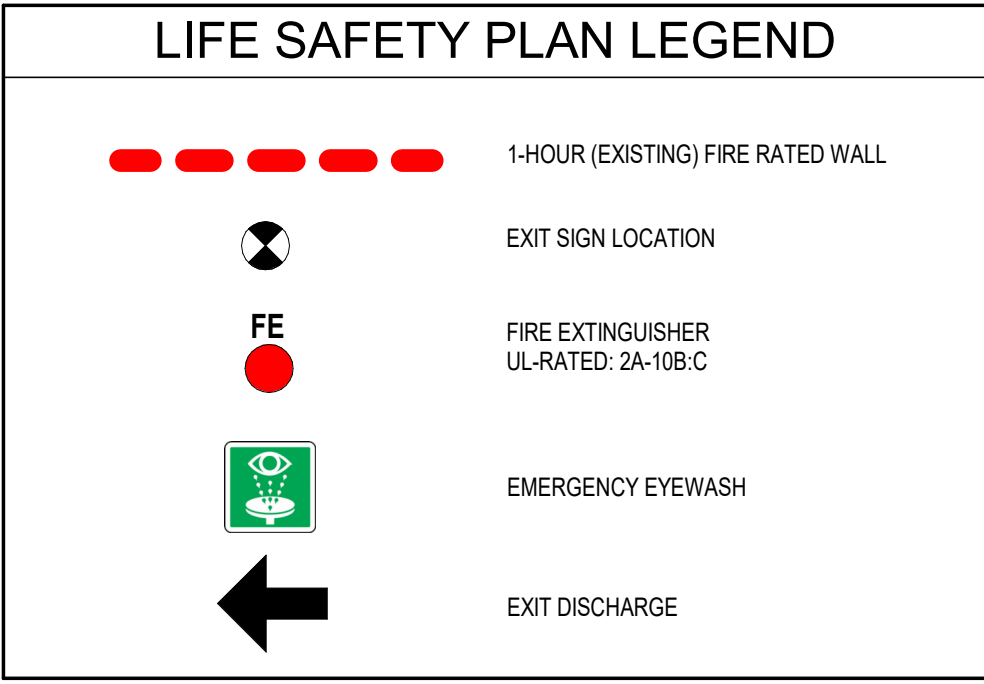 LIFE SAFETY PLAN LEGEND
1-HOUR (EXISTING) FIRE RATED WALL
EXIT SIGN LOCATION
FE
FIRE EXTINGUISHER
UL-RATED: 2A-10B:C
EMERGENCY EYEWASH
EXIT DISCHARGE